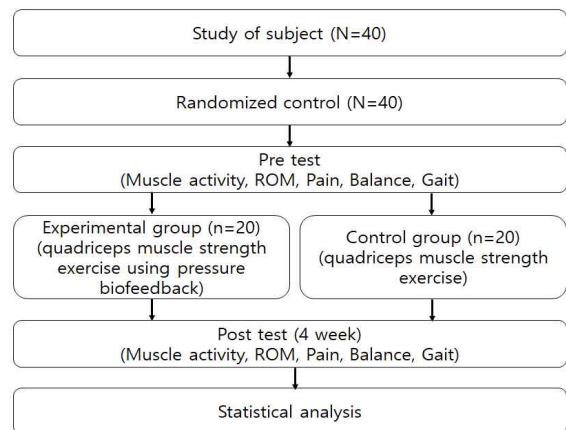 Study of subject (N=40)
Randomized control (N=40)
Pre test
(Muscle activity, ROM, Pain, Balance, Gait)
Experimental group (n=20)
(quadriceps muscle strength
exercise using pressure
biofeedback)
Control group (n=20)
(quadriceps muscle strength
exercise)
Post test (4 week)
(Muscle activity, ROM, Pain, Balance, Gait)
Statistical analysis